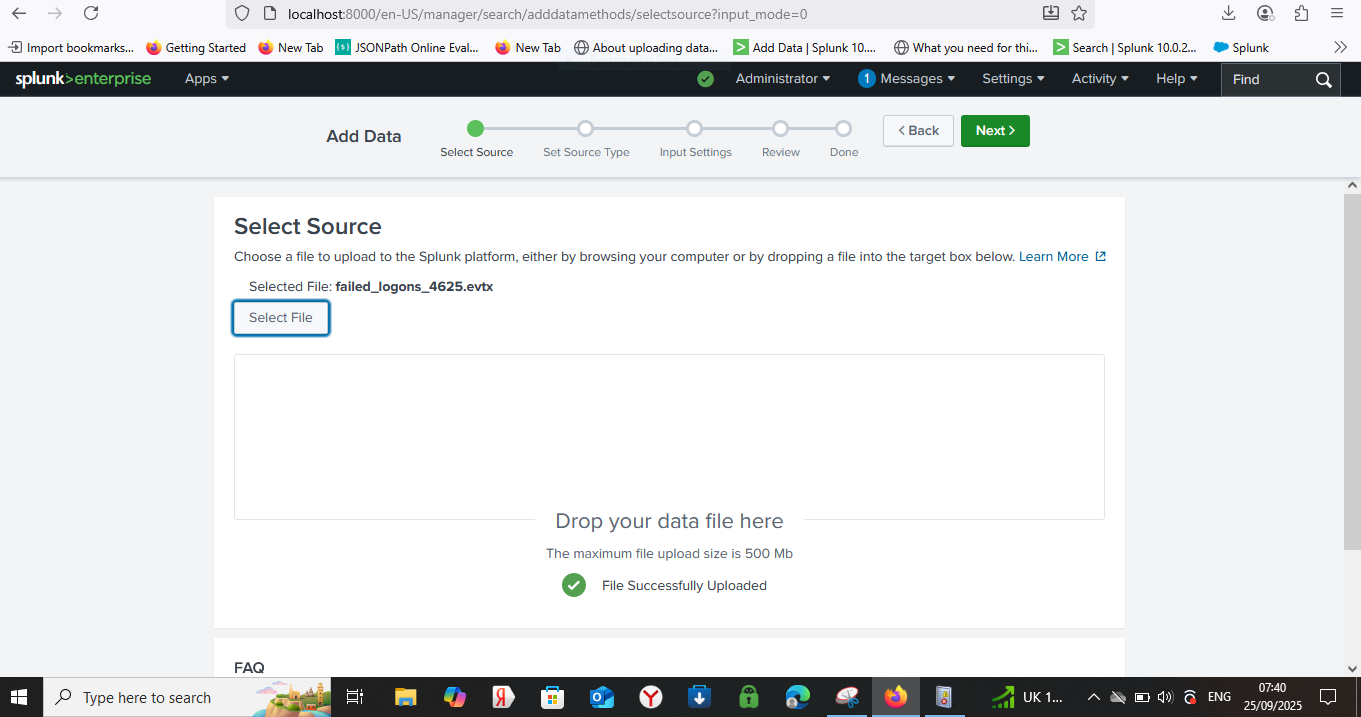 localhost:8000/en-US/manager/search/adddatamethods/selectsource?input_mode=0
Import bookmarks... Getting Started New Tab {$} JSONPath Online Eval... New Tab About uploading data... Add Data | Splunk 10.... What you need for thi... Search | Splunk 10.0.2... Splunk
splunk>enterprise Apps Administrator 1 Messages Settings Activity Help Find
Add Data
Select Source Set Source Type Input Settings Review Done
< Back Next >
Select Source
Choose a file to upload to the Splunk platform, either by browsing your computer or by dropping a file into the target box below. Learn More
Selected File: failed_logons_4625.evtx
Select File
Drop your data file here
The maximum file upload size is 500 Mb
File Successfully Uploaded
FAQ
Type here to search
UK 1... ENG 07:40
25/09/2025